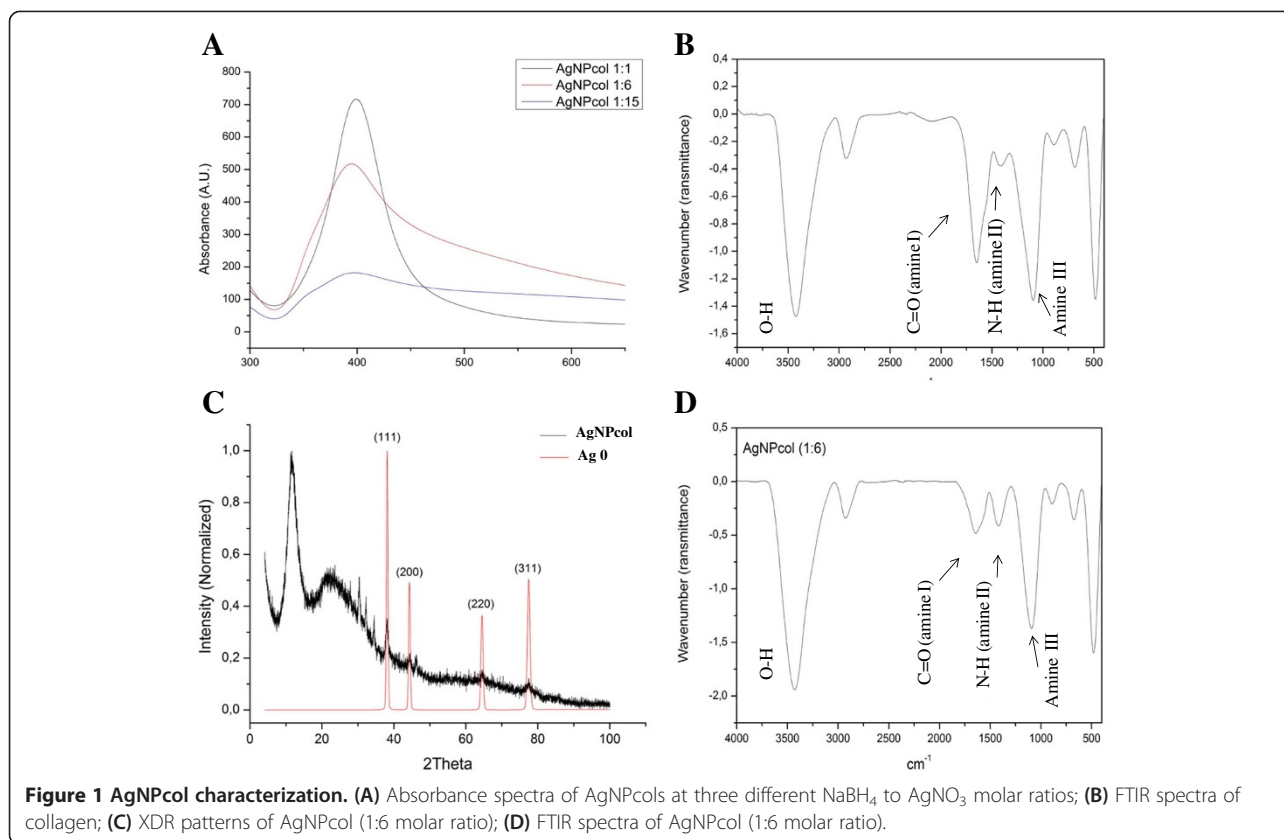 A
Absorbance (A.U.)
800
700
600
500
400
300
200
100
0
300
400
500
600
AgNPcol 1:1
AgNPcol 1:6
AgNPcol 1:15
B
Wavenumber (ransmittance)
0,4
0,2
0,0
-0,2
-0,4
-0,6
-0,8
-1,0
-1,2
-1,4
-1,6
O-H
C=O (amine I)
N-H (amine II)
Amine III
4000
3500
3000
2500
2000
1500
1000
500
C
Intensity (Normalized)
1,0
0,8
0,6
0,4
0,2
0,0
(111)
(200)
(220)
(311)
AgNPcol
Ag 0
0
20
40
60
80
100
2Theta
D
AgNPcol (1:6)
Wavenumber (ransmittance)
0,5
0,0
-0,5
-1,0
-1,5
-2,0
O-H
C=O (amine I)
N-H (amine II)
Amine III
4000
3500
3000
2500
2000
1500
1000
500
cm⁻¹
Figure 1 AgNPcol characterization. (A) Absorbance spectra of AgNPcols at three different NaBH₄ to AgNO₃ molar ratios; (B) FTIR spectra of
collagen; (C) XDR patterns of AgNPcol (1:6 molar ratio); (D) FTIR spectra of AgNPcol (1:6 molar ratio).